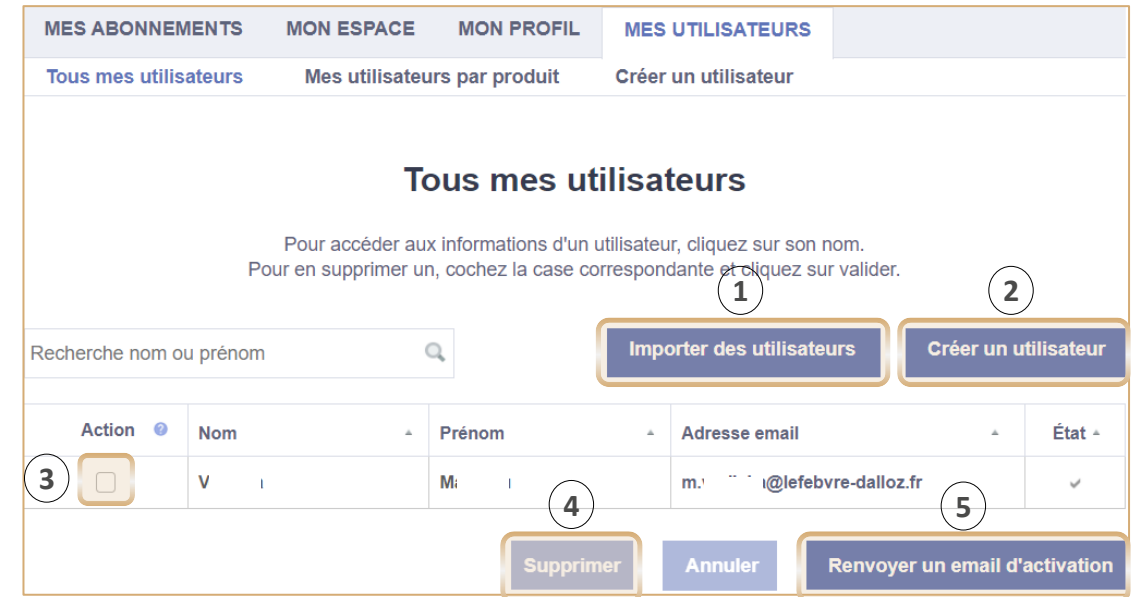 MES ABONNEMENTS MON ESPACE MON PROFIL MES UTILISATEURS
Tous mes utilisateurs Mes utilisateurs par produit Créer un utilisateur
Tous mes utilisateurs
Pour accéder aux informations d'un utilisateur, cliquez sur son nom.
Pour en supprimer un, cochez la case correspondante et cliquez sur valider.
1 2
Recherche nom ou prénom Importer des utilisateurs Créer un utilisateur
Action ? Nom Prénom Adresse email État
3 @lefebvre-dalloz.fr
4 5
Supprimer Annuler Renvoyer un email d'activation